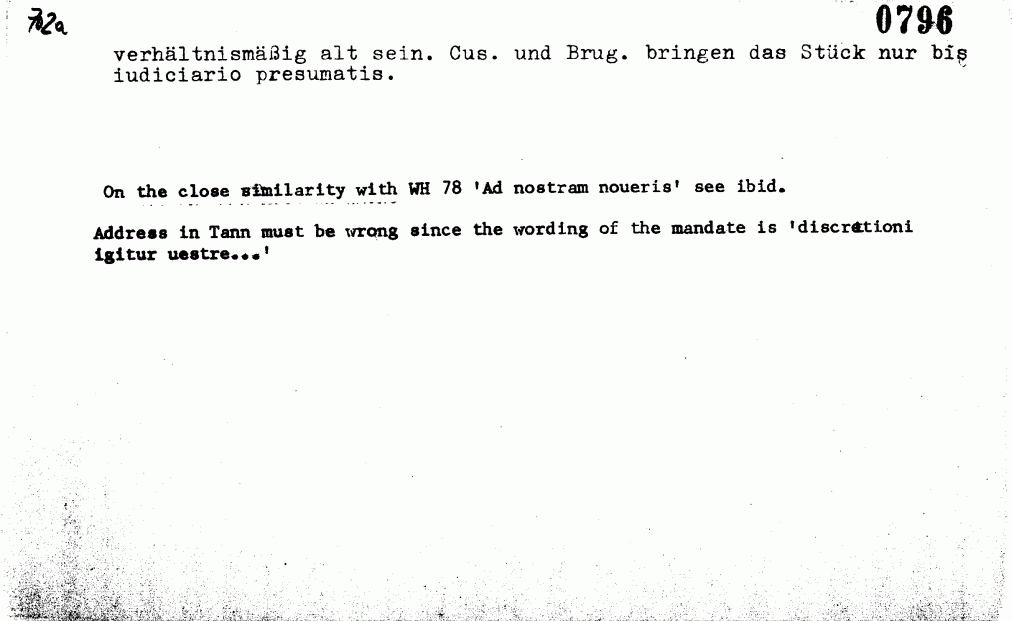 702a
0796
verhältnismäßig alt sein. Cus. und Brug. bringen das Stück nur bis
iudiciario presumatis.
On the close similarity with WH 78 'Ad nostram noueris' see ibid.
Address in Tann must be wrong since the wording of the mandate is 'discretioni
igitur uestre...'